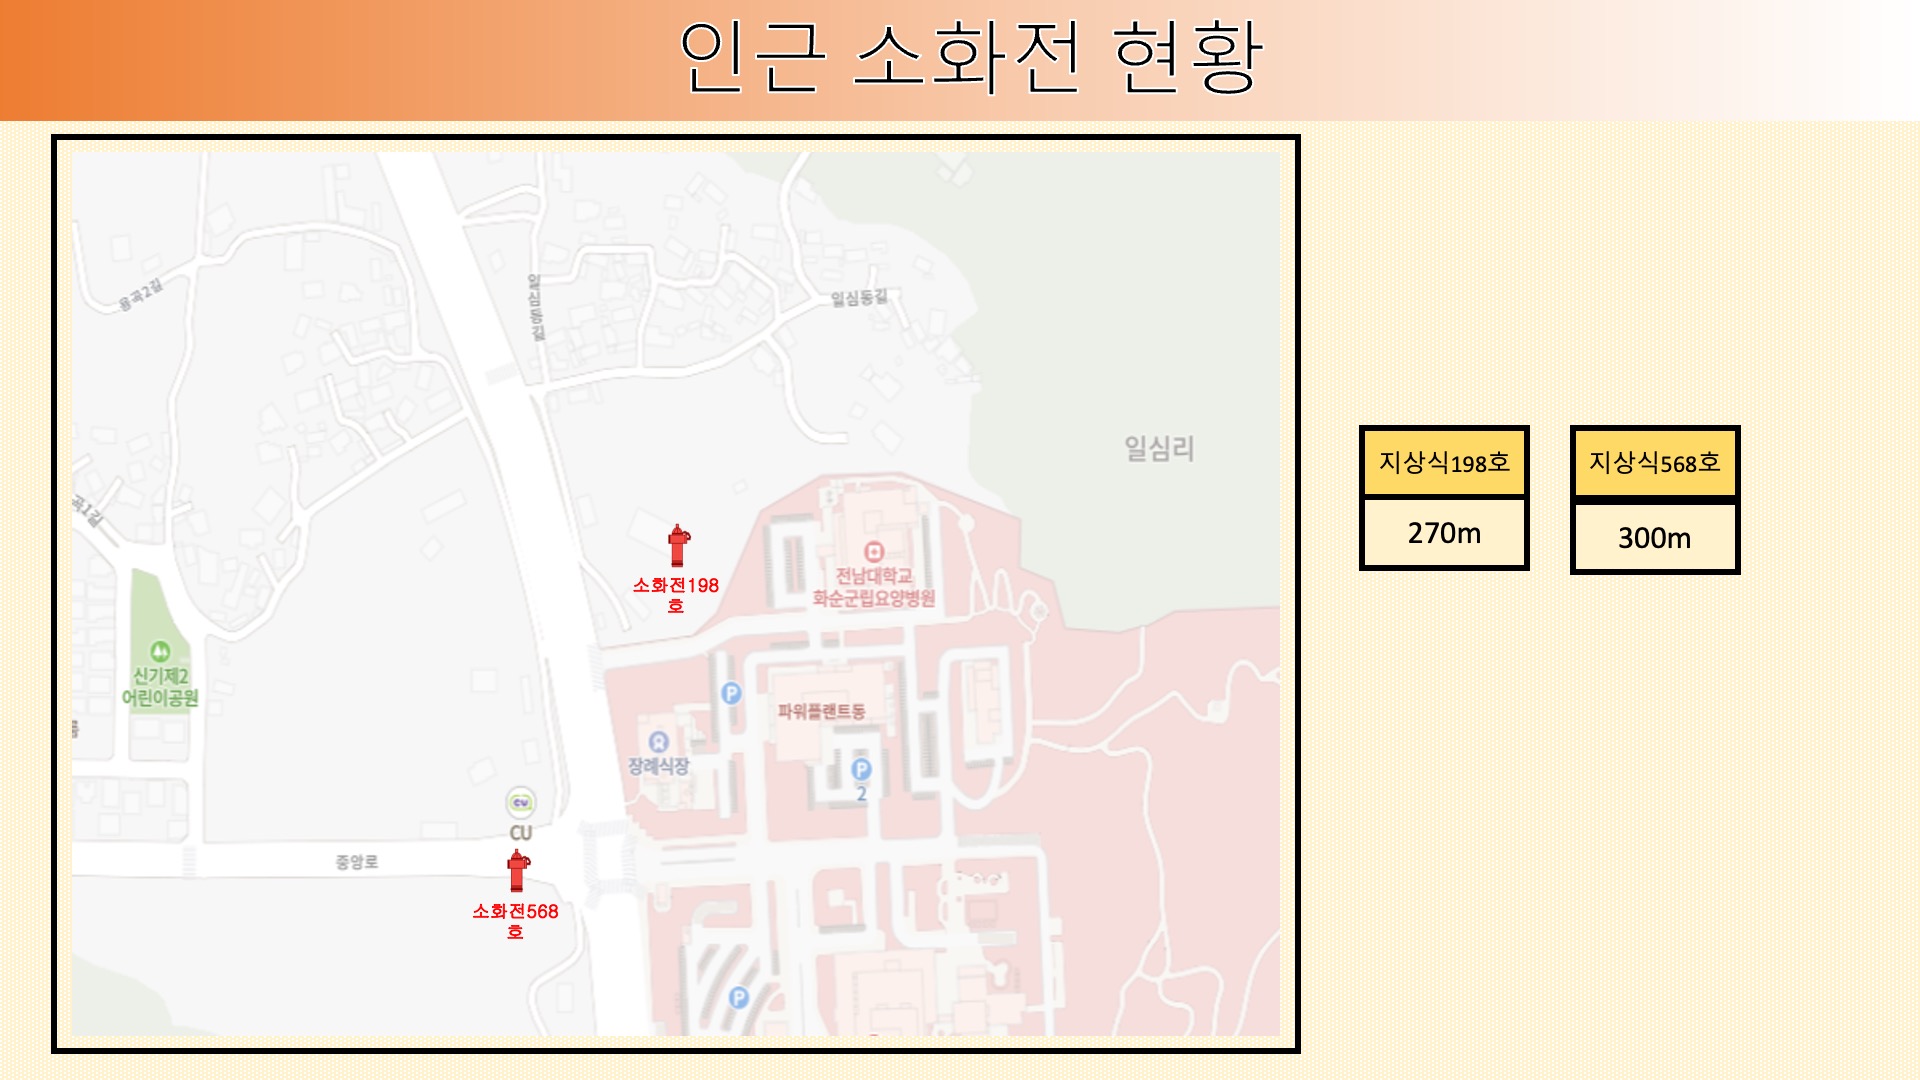 인근 소화전 현황
용곡2길
일심동길
일심동길
일심리
지상식198호
지상식568호
270m
300m
곡1길
소화전198
호
전남대학교
화순군립요양병원
신기제2
어린이공원
P
파워플랜트동
장례식장
P
2
CU
CU
중앙로
소화전568
호
P